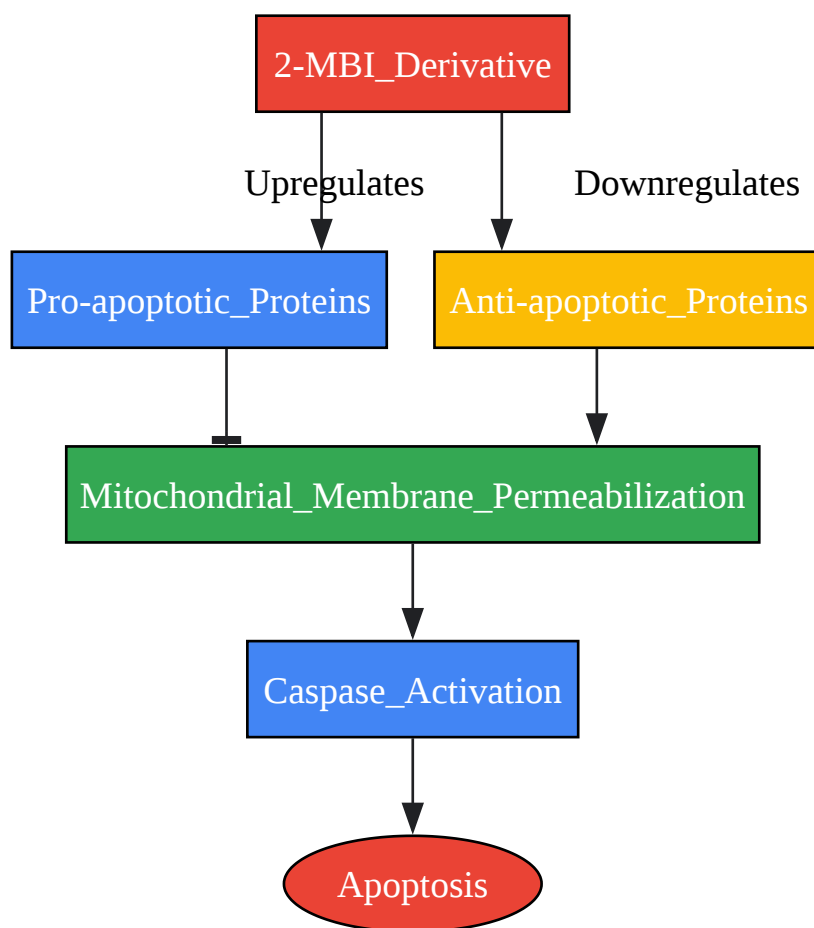 2-MBI_Derivative
Upregulates
Downregulates
Pro-apoptotic_Proteins
Anti-apoptotic_Proteins
Mitochondrial_Membrane_Permeabilization
Caspase_Activation
Apoptosis